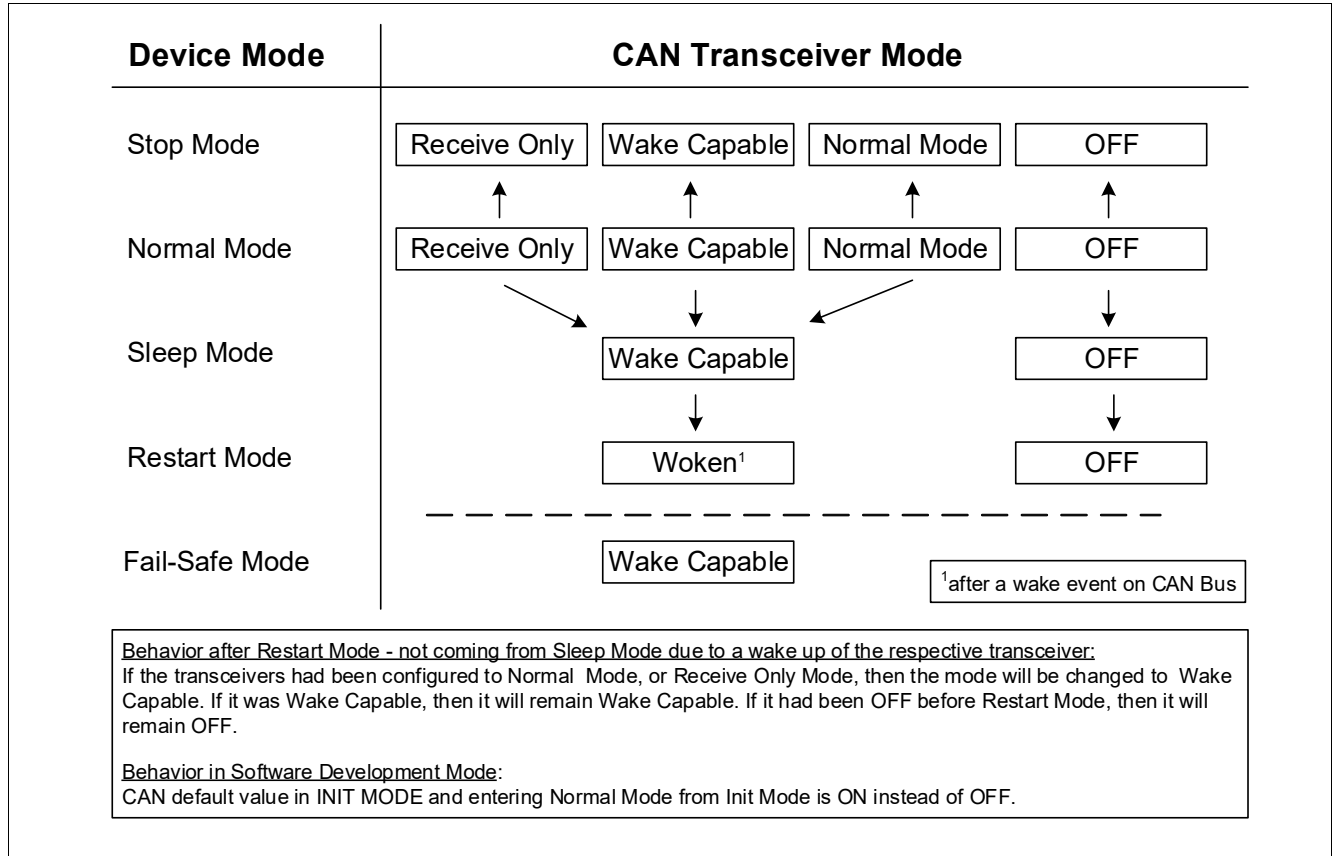 Device Mode CAN Transceiver Mode
Stop Mode Receive Only Wake Capable Normal Mode OFF
Normal Mode Receive Only Wake Capable Normal Mode OFF
Sleep Mode Wake Capable OFF
Restart Mode Woken¹ OFF
Fail-Safe Mode Wake Capable
¹after a wake event on CAN Bus
Behavior after Restart Mode - not coming from Sleep Mode due to a wake up of the respective transceiver:
If the transceivers had been configured to Normal Mode, or Receive Only Mode, then the mode will be changed to Wake
Capable. If it was Wake Capable, then it will remain Wake Capable. If it had been OFF before Restart Mode, then it will
remain OFF.
Behavior in Software Development Mode:
CAN default value in INIT MODE and entering Normal Mode from Init Mode is ON instead of OFF.